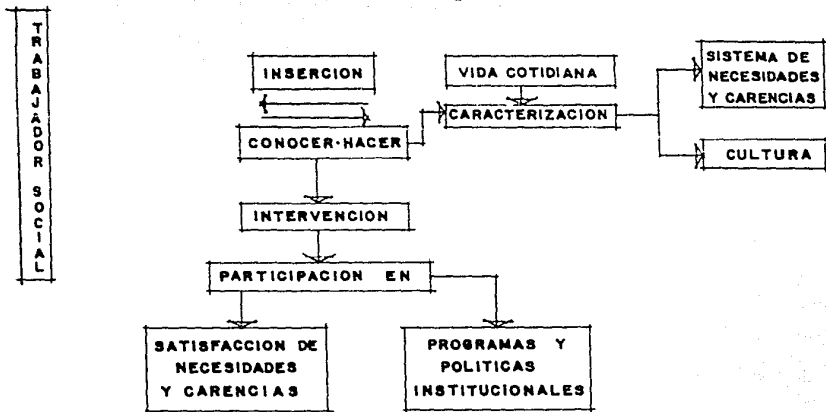 TRABAJADOR SOCIAL
INSERCION
CONOCER-HACER
VIDA COTIDIANA
CARACTERIZACION
SISTEMA DE
NECESIDADES
Y CARENCIAS
CULTURA
INTERVENCION
PARTICIPACION EN
SATISFACCION DE
NECESIDADES
Y CARENCIAS
PROGRAMAS Y
POLITICAS
INSTITUCIONALES